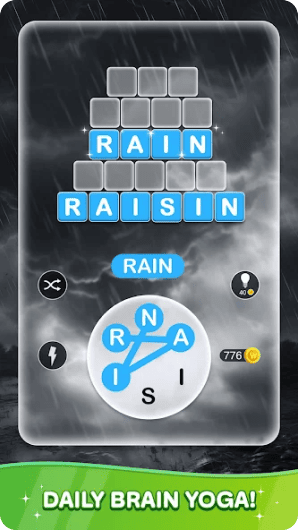 RAIN
RAISIN
RAIN
40
N
R A
776 W
I I
S
DAILY BRAIN YOGA!